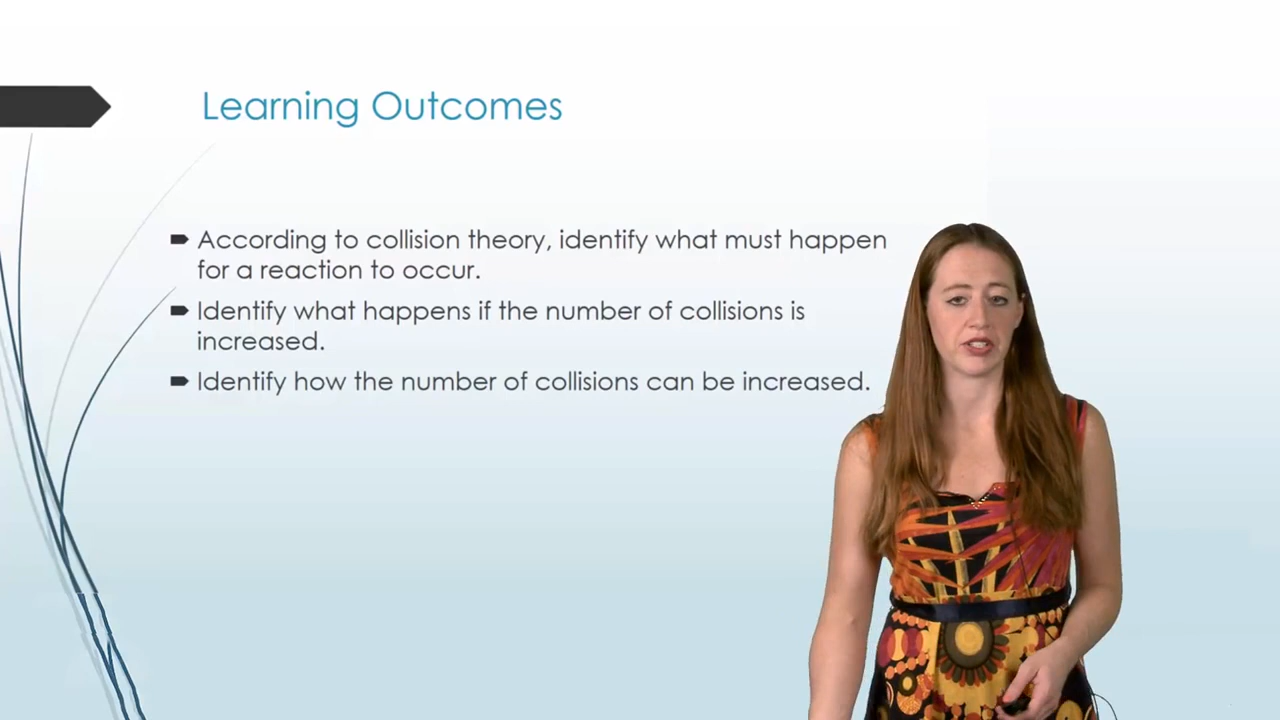 Learning Outcomes
According to collision theory, identify what must happen
for a reaction to occur.
Identify what happens if the number of collisions is
increased.
Identify how the number of collisions can be increased.